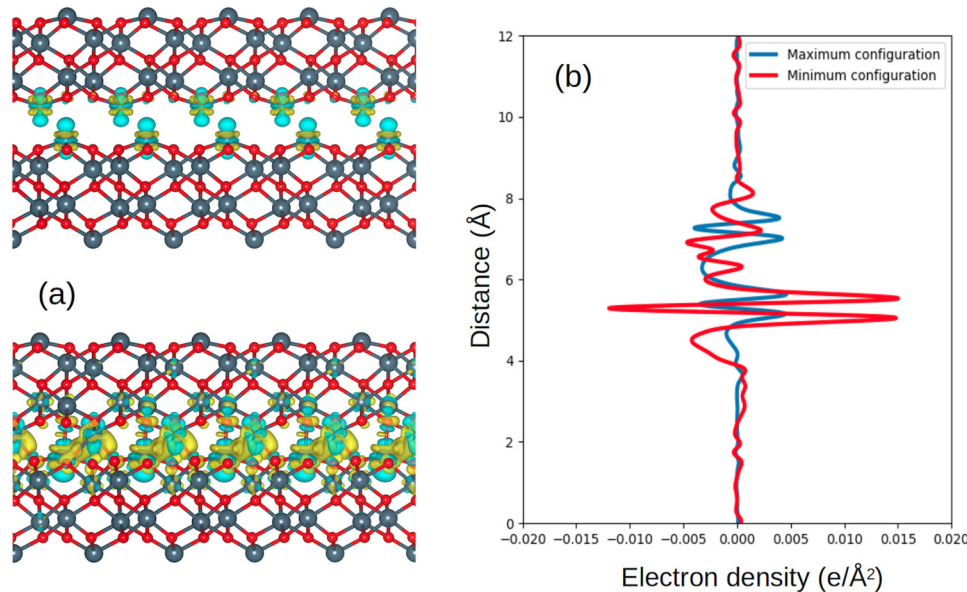 (a)
(b)
Maximum configuration
Minimum configuration
12
10
8
6
4
2
0
Distance (Å)
−0.020 −0.015 −0.010 −0.005 0.000 0.005 0.010 0.015 0.020
Electron density (e/Å²)